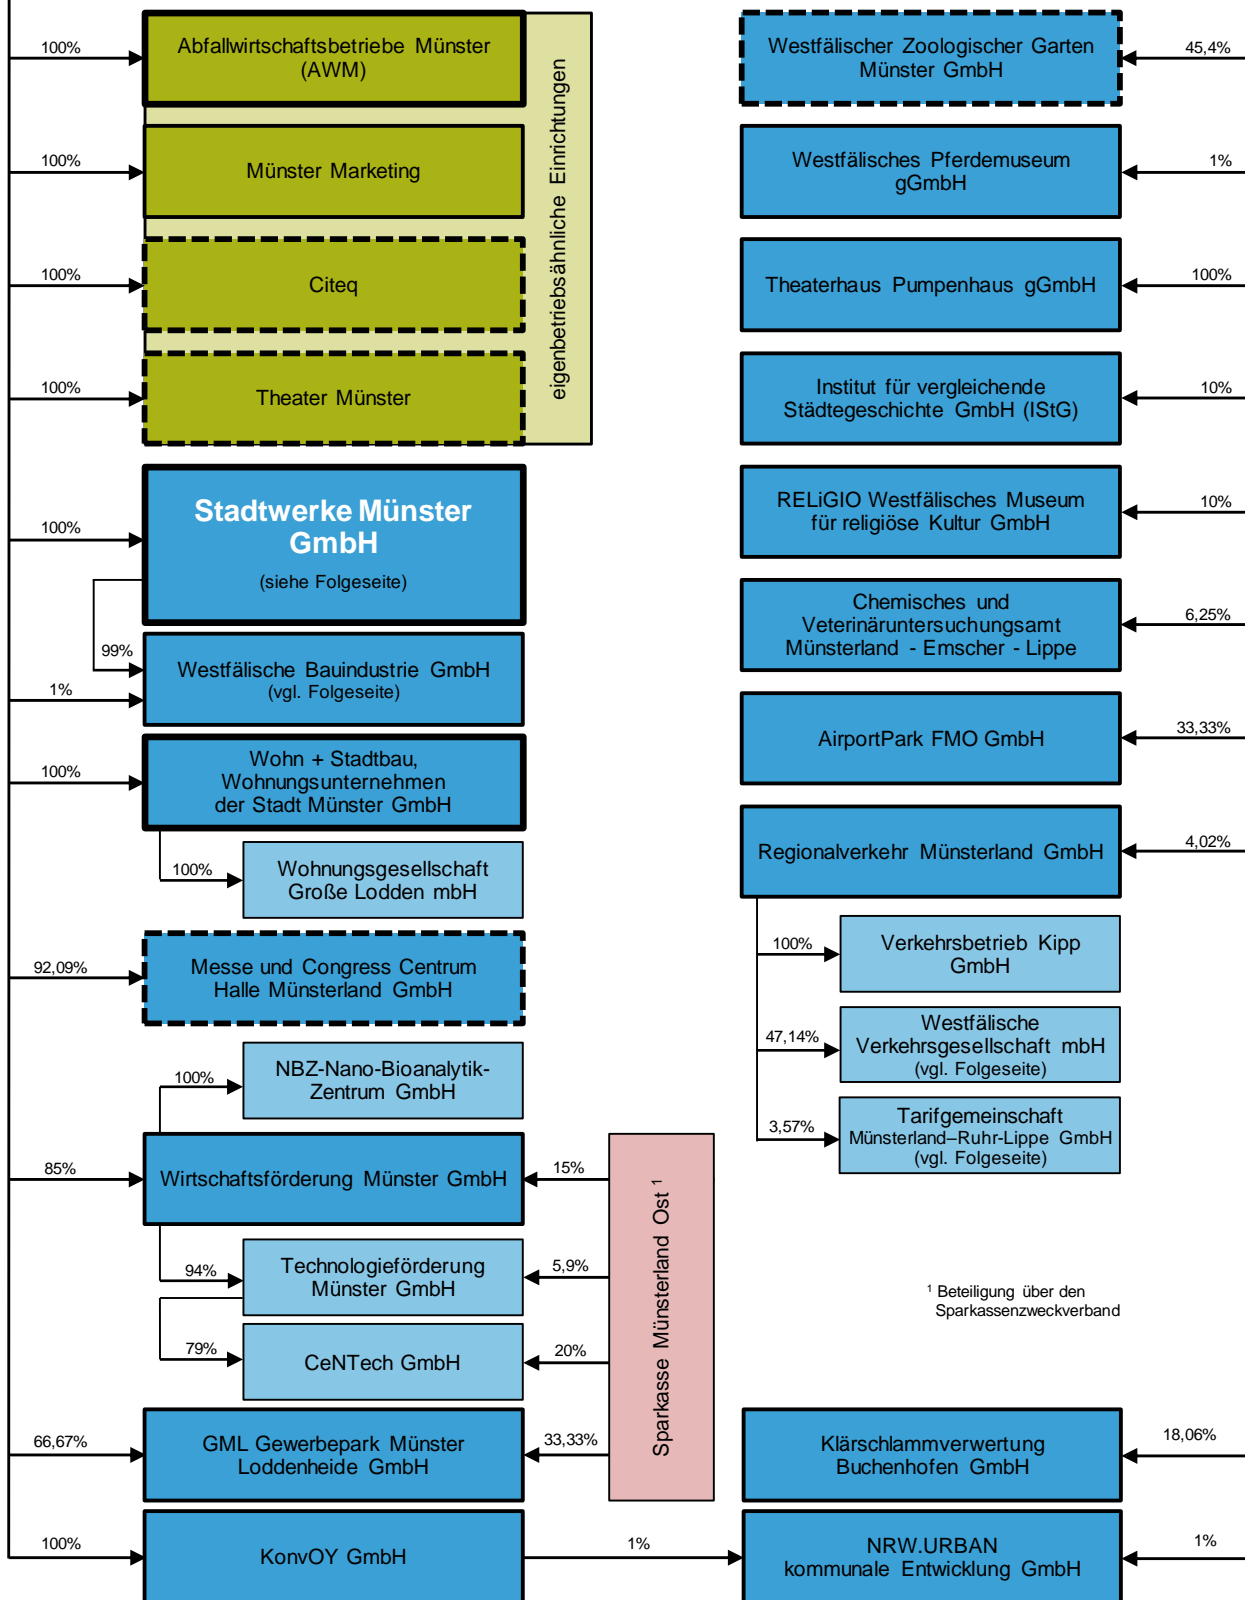 100%
Abfallwirtschaftsbetriebe Münster
(AWM)
100%
Münster Marketing
100%
Citeq
100%
Theater Münster
eigenbetriebsähnliche Einrichtungen
100%
Stadtwerke Münster
GmbH
(siehe Folgeseite)
99%
1%
Westfälische Bauindustrie GmbH
(vgl. Folgeseite)
100%
Wohn + Stadtbau,
Wohnungsunternehmen
der Stadt Münster GmbH
100%
Wohnungsgesellschaft
Große Lodden mbH
92,09%
Messe und Congress Centrum
Halle Münsterland GmbH
100%
NBZ-Nano-Bioanalytik-
Zentrum GmbH
85%
Wirtschaftsförderung Münster GmbH
15%
94%
Technologieförderung
Münster GmbH
5,9%
79%
CeNTech GmbH
20%
66,67%
GML Gewerbepark Münster
Loddenheide GmbH
33,33%
Sparkasse Münsterland Ost ¹
100%
KonvOY GmbH
1%
Westfälischer Zoologischer Garten
Münster GmbH
45,4%
Westfälisches Pferdemuseum
gGmbH
1%
Theaterhaus Pumpenhaus gGmbH
100%
Institut für vergleichende
Städtegeschichte GmbH (IStG)
10%
RELiGIO Westfälisches Museum
für religiöse Kultur GmbH
10%
Chemisches und
Veterinäruntersuchungsamt
Münsterland - Emscher - Lippe
6,25%
AirportPark FMO GmbH
33,33%
Regionalverkehr Münsterland GmbH
4,02%
100%
Verkehrsbetrieb Kipp
GmbH
47,14%
Westfälische
Verkehrsgesellschaft mbH
(vgl. Folgeseite)
3,57%
Tarifgemeinschaft
Münsterland–Ruhr-Lippe GmbH
(vgl. Folgeseite)
¹ Beteiligung über den
Sparkassenzweckverband
Klärschlammverwertung
Buchenhofen GmbH
18,06%
NRW.URBAN
kommunale Entwicklung GmbH
1%